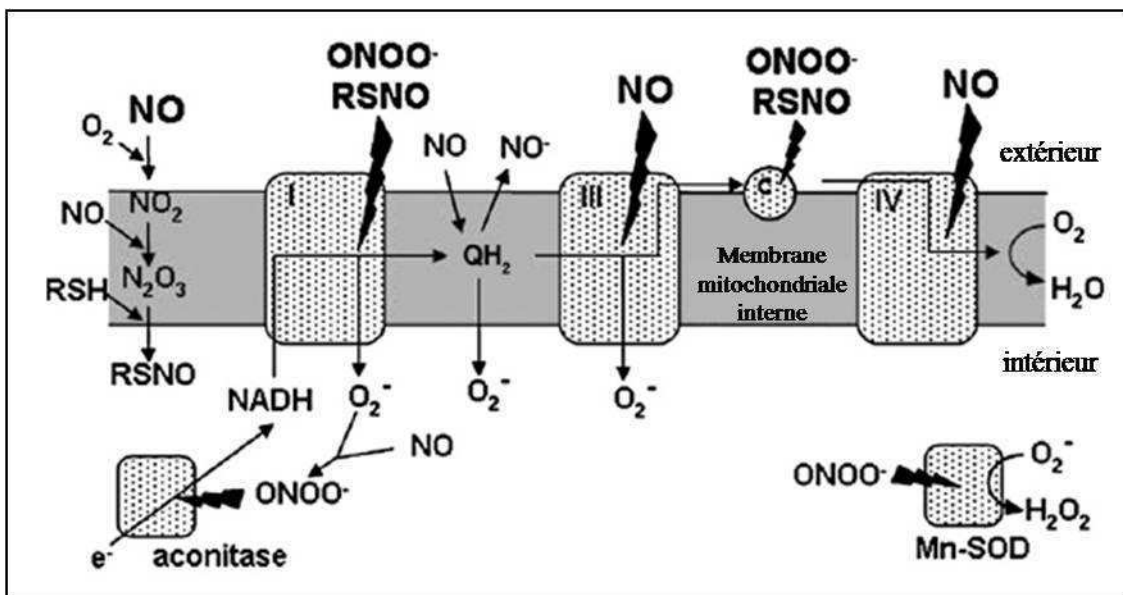 ONOO-
RSNO
NO
ONOO-
RSNO
NO
NO
O2
NO
NO-
extérieur
I
III
C
IV
NO
NO2
O2
QH2
Membrane
mitochondriale
interne
N2O3
RSH
H2O
RSNO
intérieur
NADH
O2-
O2-
O2-
NO
ONOO-
ONOO-
O2-
H2O2
e-
aconitase
Mn-SOD